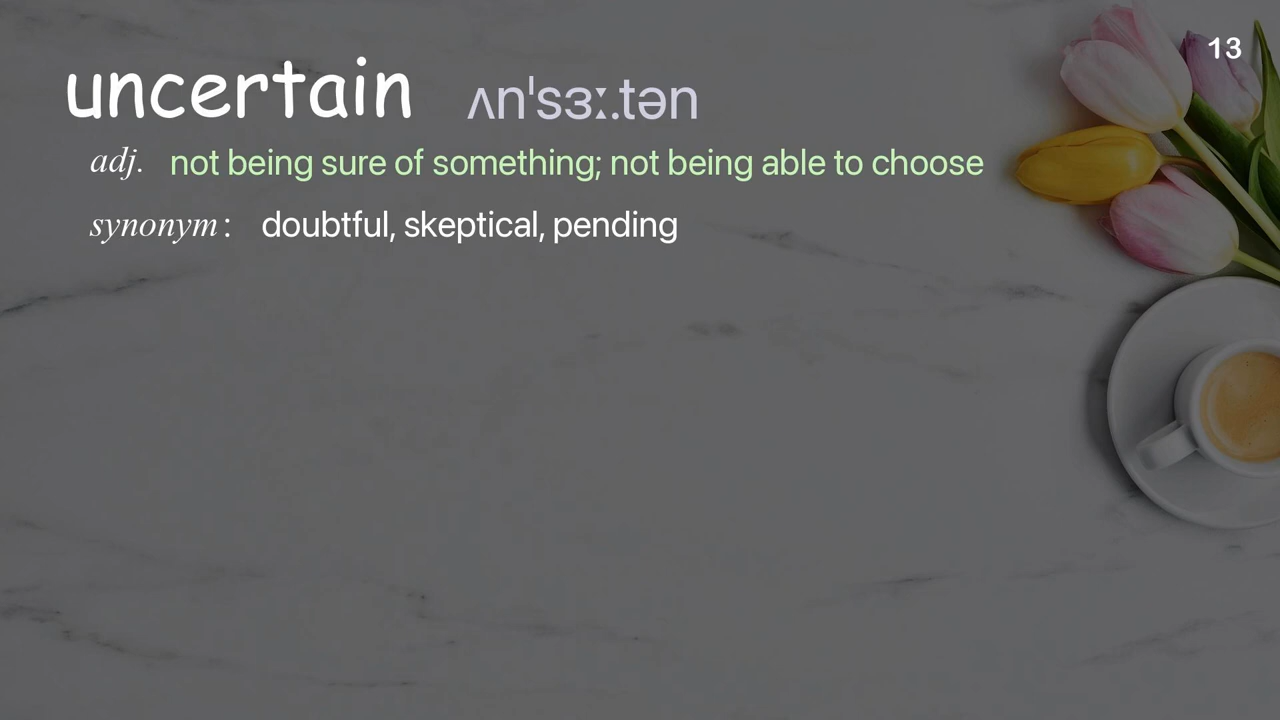 13
uncertain ʌnˈsɜː.tən
adj. not being sure of something; not being able to choose
synonym: doubtful, skeptical, pending